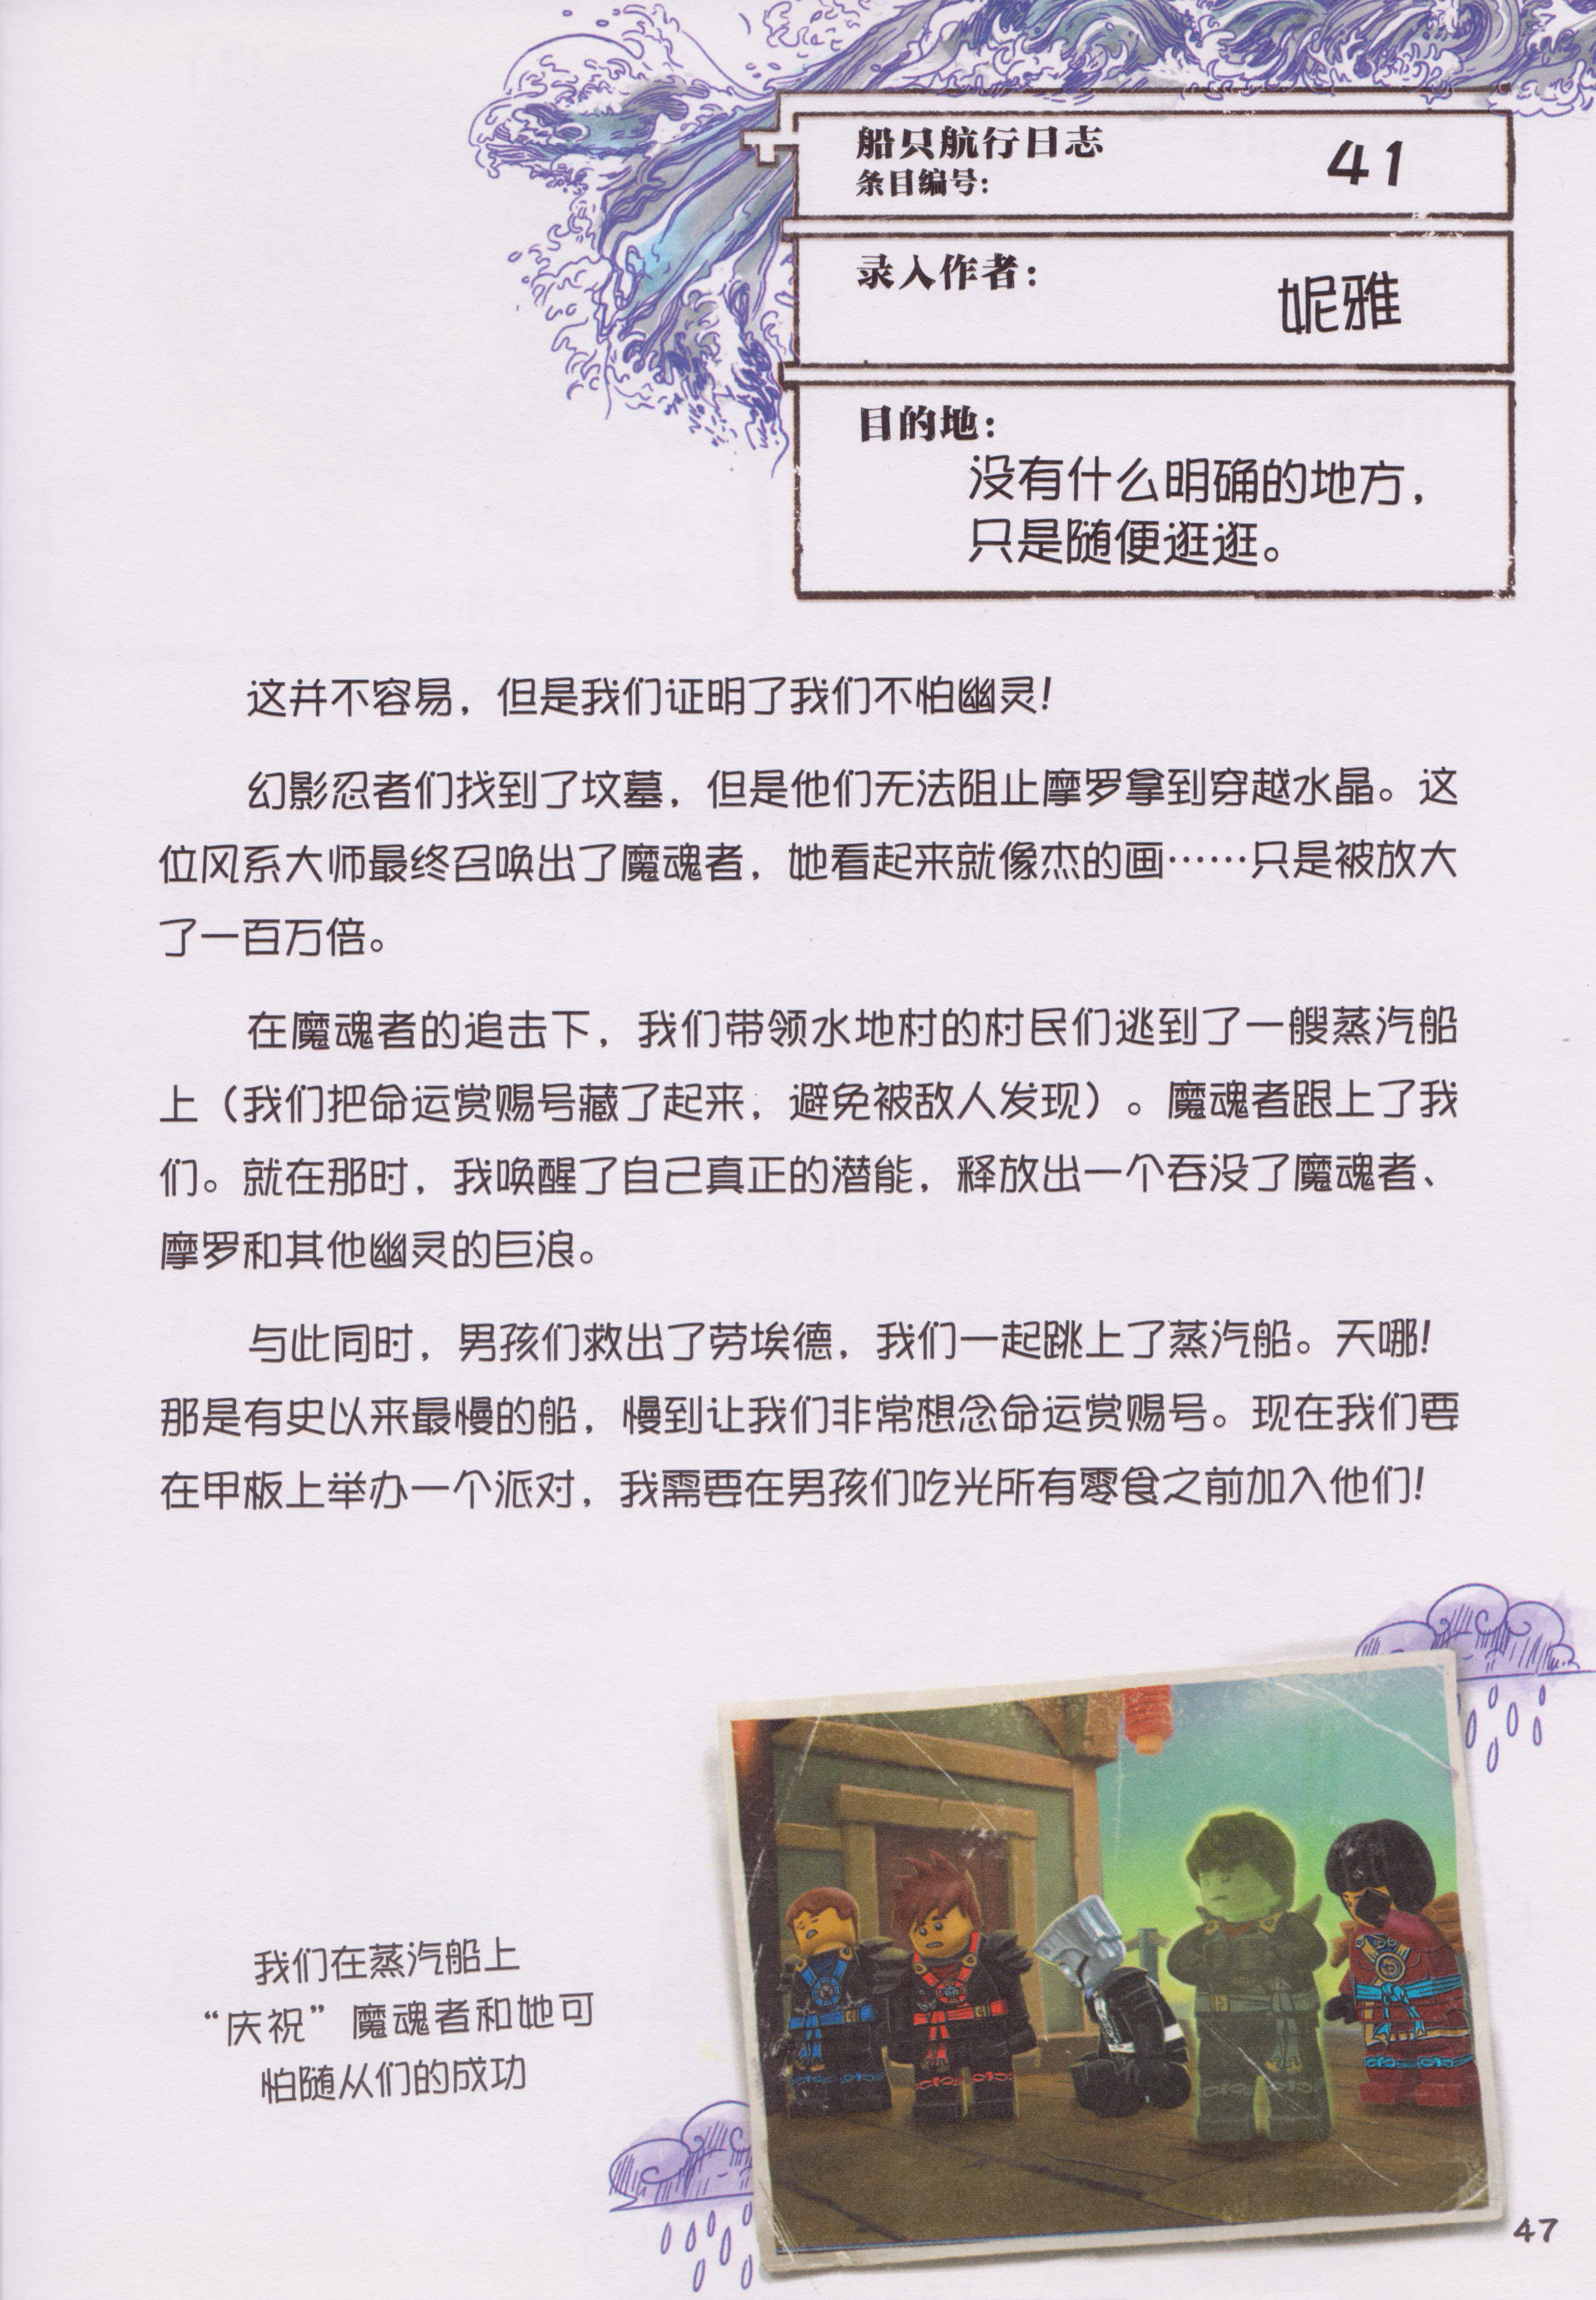 船只航行日志
条目编号：
41
录入作者：
妮雅
目的地：
没有什么明确的地方，
只是随便逛逛。
这并不容易，但是我们证明了我们不怕幽灵！
幻影忍者们找到了坟墓，但是他们无法阻止摩罗拿到穿越水晶。这
位风系大师最终召唤出了魔魂者，她看起来就像杰的画……只是被放大
了一百万倍。
在魔魂者的追击下，我们带领水地村的村民们逃到了一艘蒸汽船
上（我们把命运赏赐号藏了起来，避免被敌人发现）。魔魂者跟上了我
们。就在那时，我唤醒了自己真正的潜能，释放出一个吞没了魔魂者、
摩罗和其他幽灵的巨浪。
与此同时，男孩们救出了劳埃德，我们一起跳上了蒸汽船。天哪！
那是有史以来最慢的船，慢到让我们非常想念命运赏赐号。现在我们要
在甲板上举办一个派对，我需要在男孩们吃光所有零食之前加入他们！
我们在蒸汽船上
“庆祝”魔魂者和她可
怕随从们的成功
47